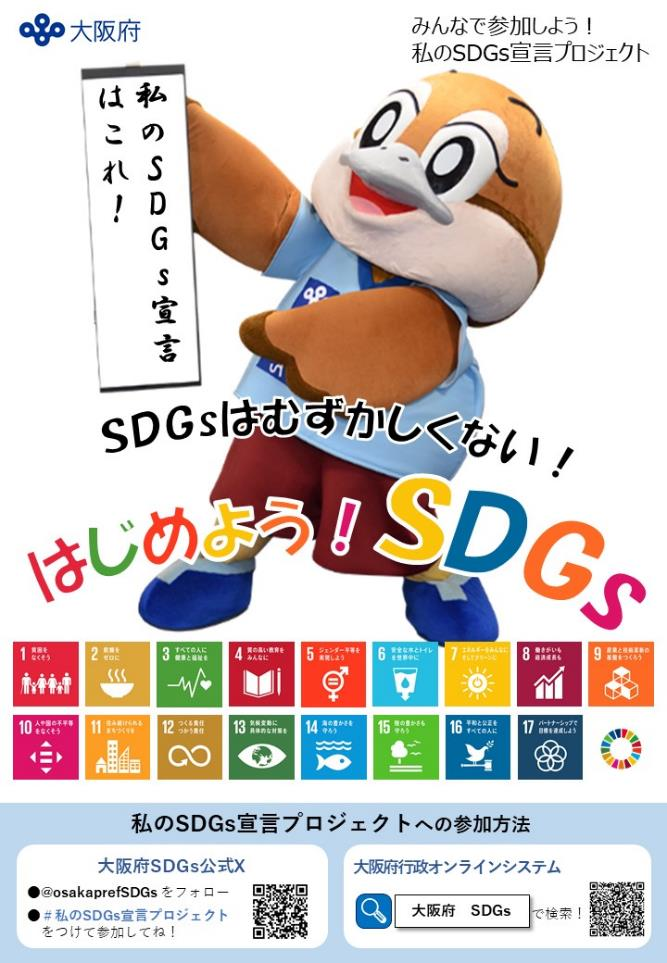 大阪府
みんなで参加しよう！
私のSDGs宣言プロジェクト
私のSDGs宣言
はこれ！
SDGsはむずかしくない！
はじめよう！SDGs
1 貧困を
なくそう
2 飢餓を
ゼロに
3 すべての人に
健康と福祉を
4 質の高い教育を
みんなに
5 ジェンダー平等を
実現しよう
6 安全な水とトイレ
を世界中に
7 エネルギーをみんなに
そしてクリーンに
8 働きがいも
経済成長も
9 産業と技術革新の
基盤をつくろう
10 人や国の不平等
をなくそう
11 住み続けられる
まちづくりを
12 つくる責任
つかう責任
13 気候変動に
具体的な対策を
14 海の豊かさを
守ろう
15 陸の豊かさも
守ろう
16 平和と公正を
すべての人に
17 パートナーシップで
目標を達成しよう
私のSDGs宣言プロジェクトへの参加方法
大阪府SDGs公式X
●@osakaprefSDGs をフォロー
●＃私のSDGs宣言プロジェクト
をつけて参加してね！
大阪府行政オンラインシステム
大阪府　SDGs で検索！